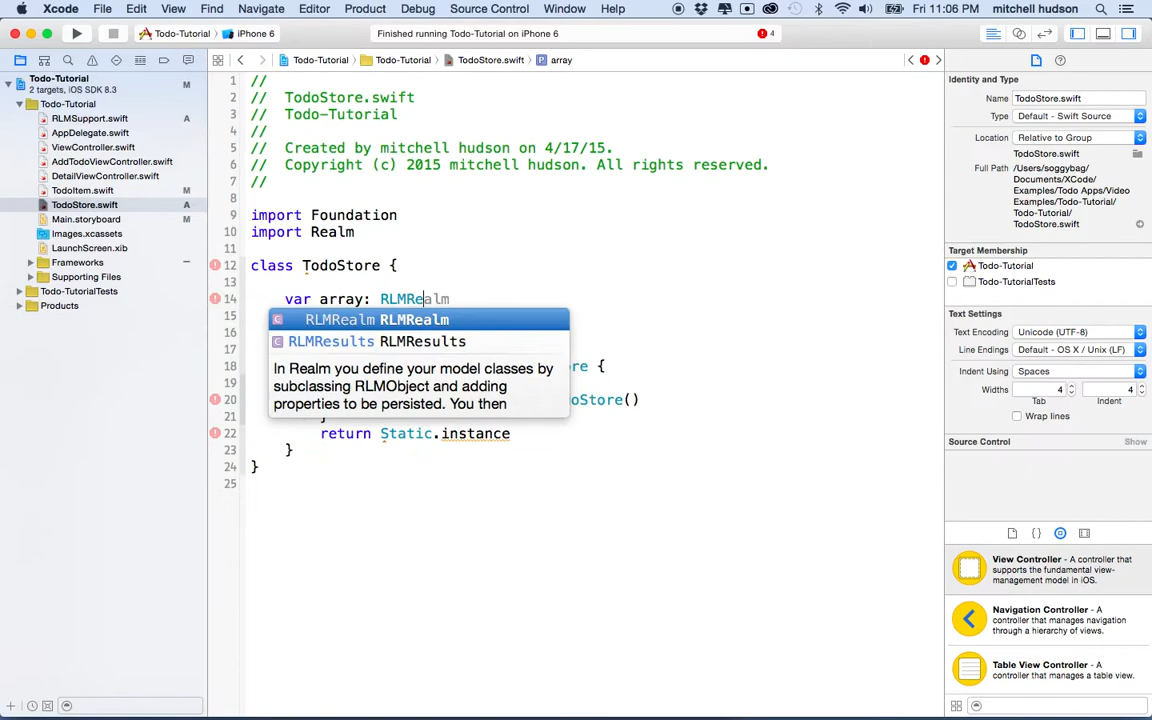 Xcode File Edit View Find Navigate Editor Product Debug Source Control Window Help Fri 11:06 PM mitchell hudson
Todo-Tutorial iPhone 6 Finished running Todo-Tutorial on iPhone 6 4
Todo-Tutorial Todo-Tutorial TodoStore.swift array
Todo-Tutorial M
2 targets, iOS SDK 8.3
Todo-Tutorial
RLMSupport.swift A
AppDelegate.swift
ViewController.swift
AddTodoViewController.swift
DetailViewController.swift
TodoItem.swift M
TodoStore.swift A
Main.storyboard M
Images.xcassets
LaunchScreen.xib
Frameworks
Supporting Files
Todo-TutorialTests
Products
1 //
2 // TodoStore.swift
3 // Todo-Tutorial
4 //
5 // Created by mitchell hudson on 4/17/15.
6 // Copyright (c) 2015 mitchell hudson. All rights reserved.
7 //
8
9 import Foundation
10 import Realm
11
12 class TodoStore {
13
14 var array: RLMRealm
15
16
17
18 re {
19
20 oStore()
21 }
22 return Static.instance
23 }
24 }
25
RLMRealm RLMRealm
RLMResults RLMResults
In Realm you define your model classes by
subclassing RLMObject and adding
properties to be persisted. You then
Identity and Type
Name TodoStore.swift
Type Default - Swift Source
Location Relative to Group
TodoStore.swift
Full Path /Users/soggybag/
Documents/XCode/
Examples/Todo Apps/Video
Examples/Todo-Tutorial/
Todo-Tutorial/
TodoStore.swift
Target Membership
Todo-Tutorial
Todo-TutorialTests
Text Settings
Text Encoding Unicode (UTF-8)
Line Endings Default - OS X / Unix (LF)
Indent Using Spaces
Widths 4 4
Tab Indent
Wrap lines
Source Control Show
View Controller - A controller that
supports the fundamental view-
management model in iOS.
Navigation Controller - A
controller that manages navigation
through a hierarchy of views.
Table View Controller - A
controller that manages a table view.